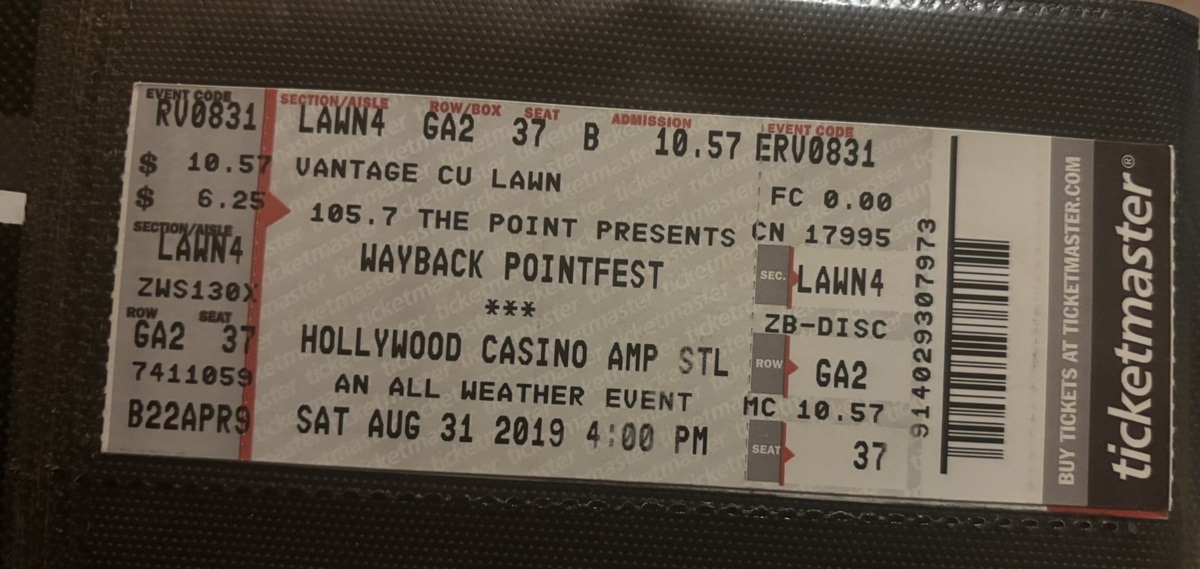 EVENT CODE
RV0831
$ 10.57
$ 6.25
SECTION/AISLE
LAWN4
ZWS130X
ROW SEAT
GA2 37
7411059
B22APR9
SECTION/AISLE ROW/BOX SEAT ADMISSION
LAWN4 GA2 37 B 10.57
VANTAGE CU LAWN
105.7 THE POINT PRESENTS
WAYBACK POINTFEST
***
HOLLYWOOD CASINO AMP STL
AN ALL WEATHER EVENT
SAT AUG 31 2019 4:00 PM
EVENT CODE
ERV0831
FC 0.00
CN 17995
SEC. LAWN4
ZB-DISC
ROW GA2
MC 10.57
SEAT 37
914029307973
BUY TICKETS AT TICKETMASTER.COM
ticketmaster®